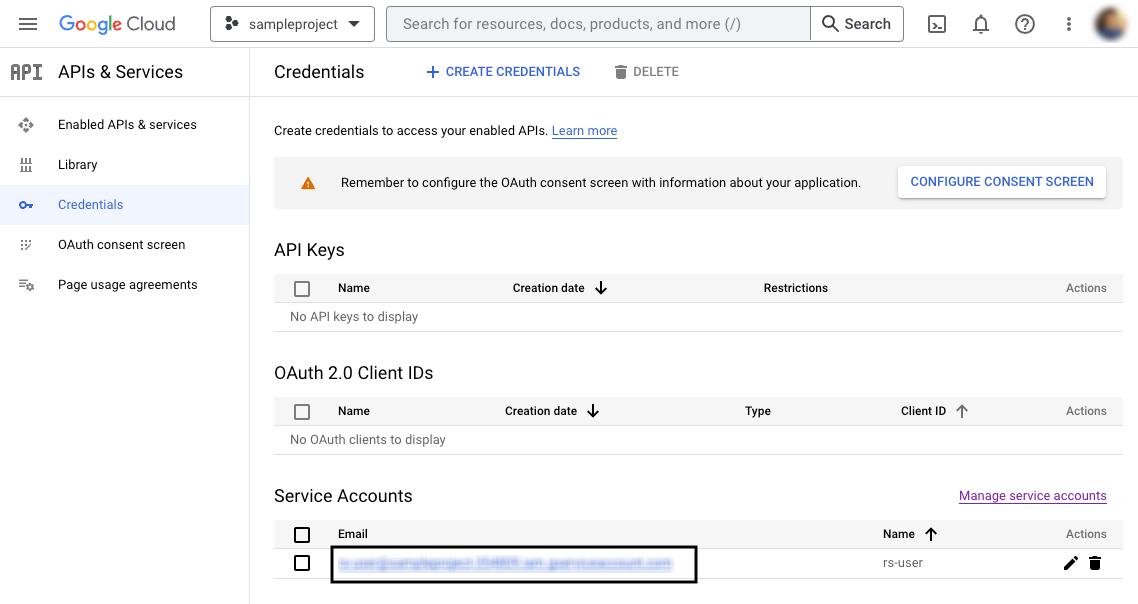 Google Cloud
sampleproject
Search for resources, docs, products, and more (/)
Search
API APIs & Services
Credentials
CREATE CREDENTIALS
DELETE
Enabled APIs & services
Library
Credentials
OAuth consent screen
Page usage agreements
Create credentials to access your enabled APIs. Learn more
Remember to configure the OAuth consent screen with information about your application.
CONFIGURE CONSENT SCREEN
API Keys
Name Creation date Restrictions Actions
No API keys to display
OAuth 2.0 Client IDs
Name Creation date Type Client ID Actions
No OAuth clients to display
Service Accounts
Manage service accounts
Email Name Actions
rs-user